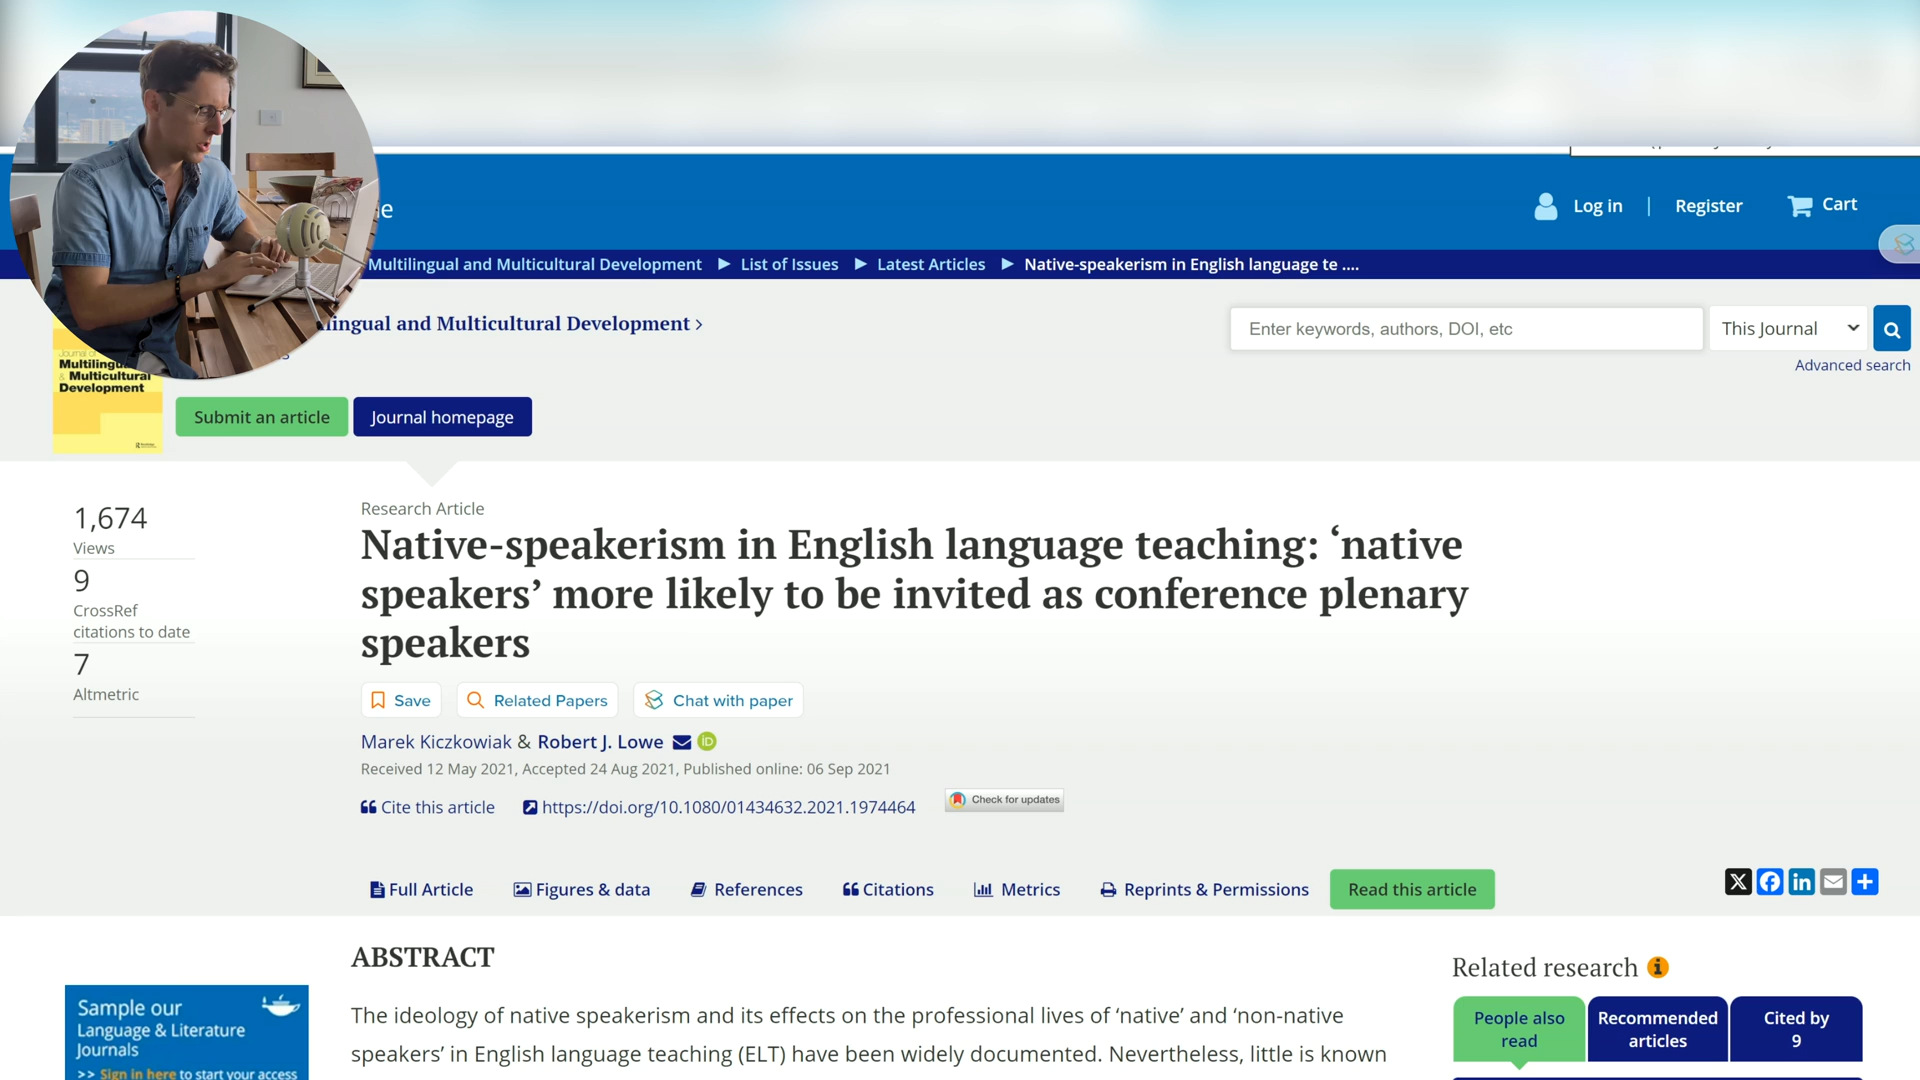 Log in
Register
Cart
Multilingual and Multicultural Development
List of Issues
Latest Articles
Native-speakerism in English language te ....
lingual and Multicultural Development
Enter keywords, authors, DOI, etc
This Journal
Advanced search
Journal of
Multilingual
& Multicultural
Development
Submit an article
Journal homepage
1,674
Views
9
CrossRef
citations to date
7
Altmetric
Research Article
Native-speakerism in English language teaching: ‘native
speakers’ more likely to be invited as conference plenary
speakers
Save
Related Papers
Chat with paper
Marek Kiczkowiak & Robert J. Lowe
iD
Received 12 May 2021, Accepted 24 Aug 2021, Published online: 06 Sep 2021
Cite this article
https://doi.org/10.1080/01434632.2021.1974464
Check for updates
Full Article
Figures & data
References
Citations
Metrics
Reprints & Permissions
Read this article
ABSTRACT
The ideology of native speakerism and its effects on the professional lives of ‘native’ and ‘non-native
speakers’ in English language teaching (ELT) have been widely documented. Nevertheless, little is known
Sample our
Language & Literature
Journals
>> Sign in here to start your access
Related research
People also
read
Recommended
articles
Cited by
9